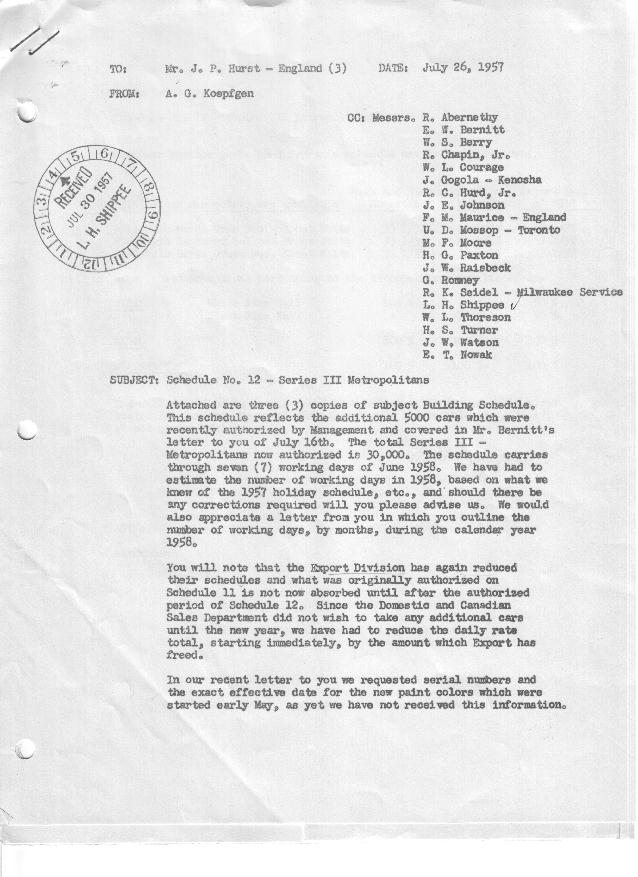 TO: Mr. J. P. Hurst - England (3) DATE: July 26, 1957
FROM: A. G. Koepfgen
CC: Messrs. R. Abernethy
E. W. Bernitt
W. S. Berry
R. Chapin, Jr.
W. L. Courage
J. Gogola - Kenosha
R. C. Hurd, Jr.
J. E. Johnson
F. M. Maurice - England
U. D. Mossop - Toronto
M. F. Moore
H. G. Paxton
J. W. Raisbeck
G. Romney
R. K. Seidel - Milwaukee Service
L. H. Shippee ✓
W. L. Thoreson
H. S. Turner
J. W. Watson
E. T. Nowak
1 2 3 4 5 6 7 8 9 10 11 12
RECEIVED
JUL 30 1957
L. H. SHIPPEE
SUBJECT: Schedule No. 12 - Series III Metropolitans
Attached are three (3) copies of subject Building Schedule.
This schedule reflects the additional 5000 cars which were
recently authorized by Management and covered in Mr. Bernitt's
letter to you of July 16th. The total Series III -
Metropolitans now authorized is 30,000. The schedule carries
through seven (7) working days of June 1958. We have had to
estimate the number of working days in 1958, based on what we
knew of the 1957 holiday schedule, etc., and should there be
any corrections required will you please advise us. We would
also appreciate a letter from you in which you outline the
number of working days, by months, during the calendar year
1958.
You will note that the Export Division has again reduced
their schedules and what was originally authorized on
Schedule 11 is not now absorbed until after the authorized
period of Schedule 12. Since the Domestic and Canadian
Sales Department did not wish to take any additional cars
until the new year, we have had to reduce the daily rate
total, starting immediately, by the amount which Export has
freed.
In our recent letter to you we requested serial numbers and
the exact effective date for the new paint colors which were
started early May, as yet we have not received this information.